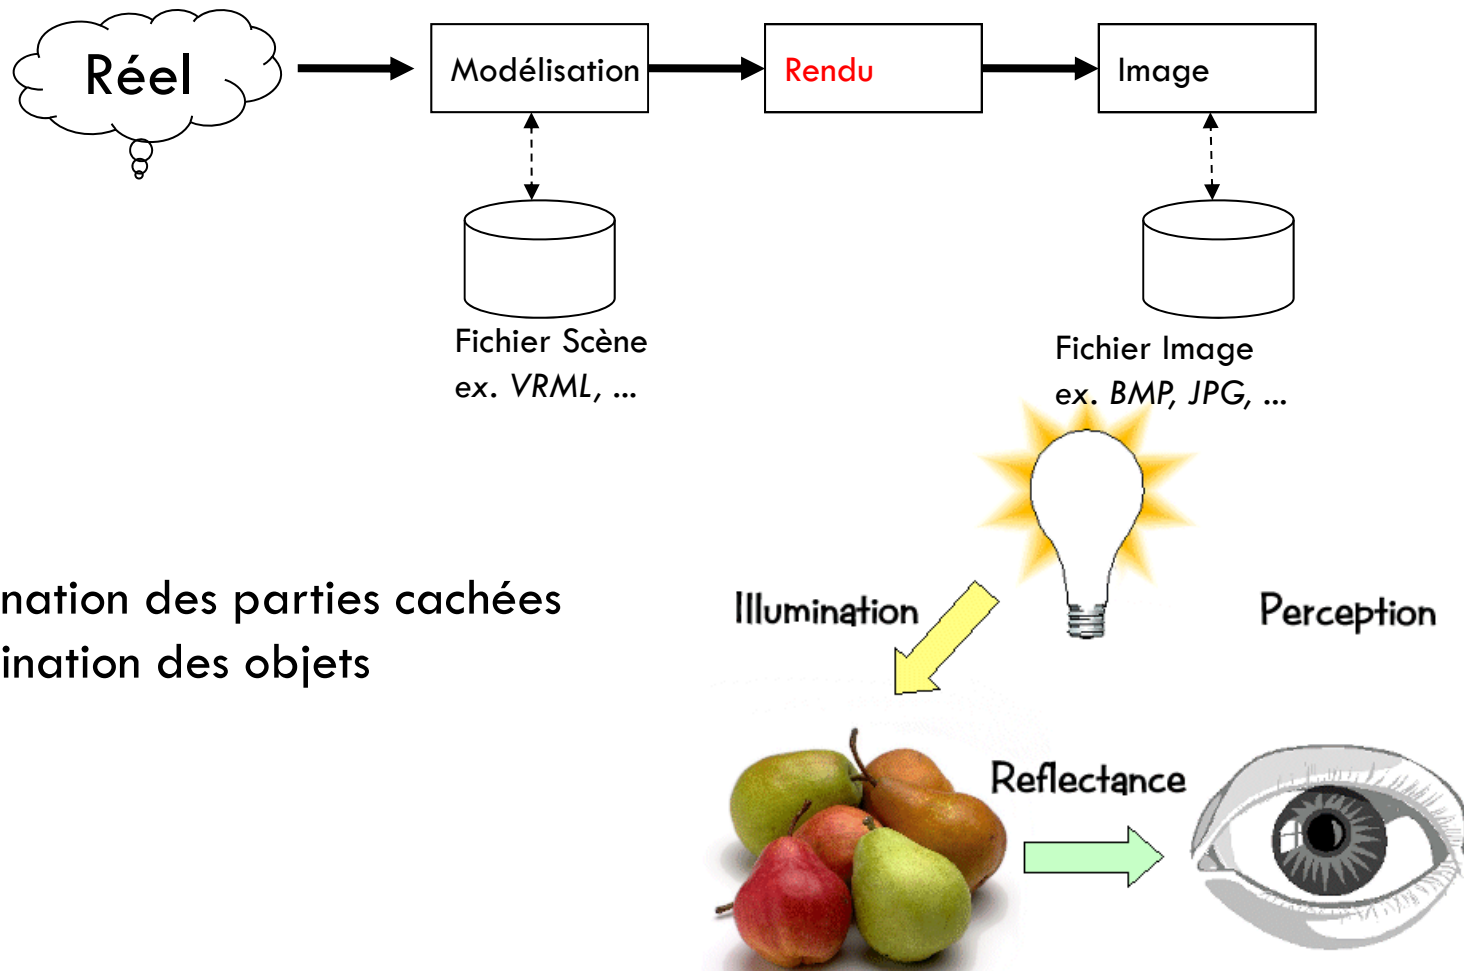 Réel
Modélisation
Rendu
Image
Fichier Scène
ex. VRML, ...
Fichier Image
ex. BMP, JPG, ...
nation des parties cachées
ination des objets
Illumination
Perception
Reflectance